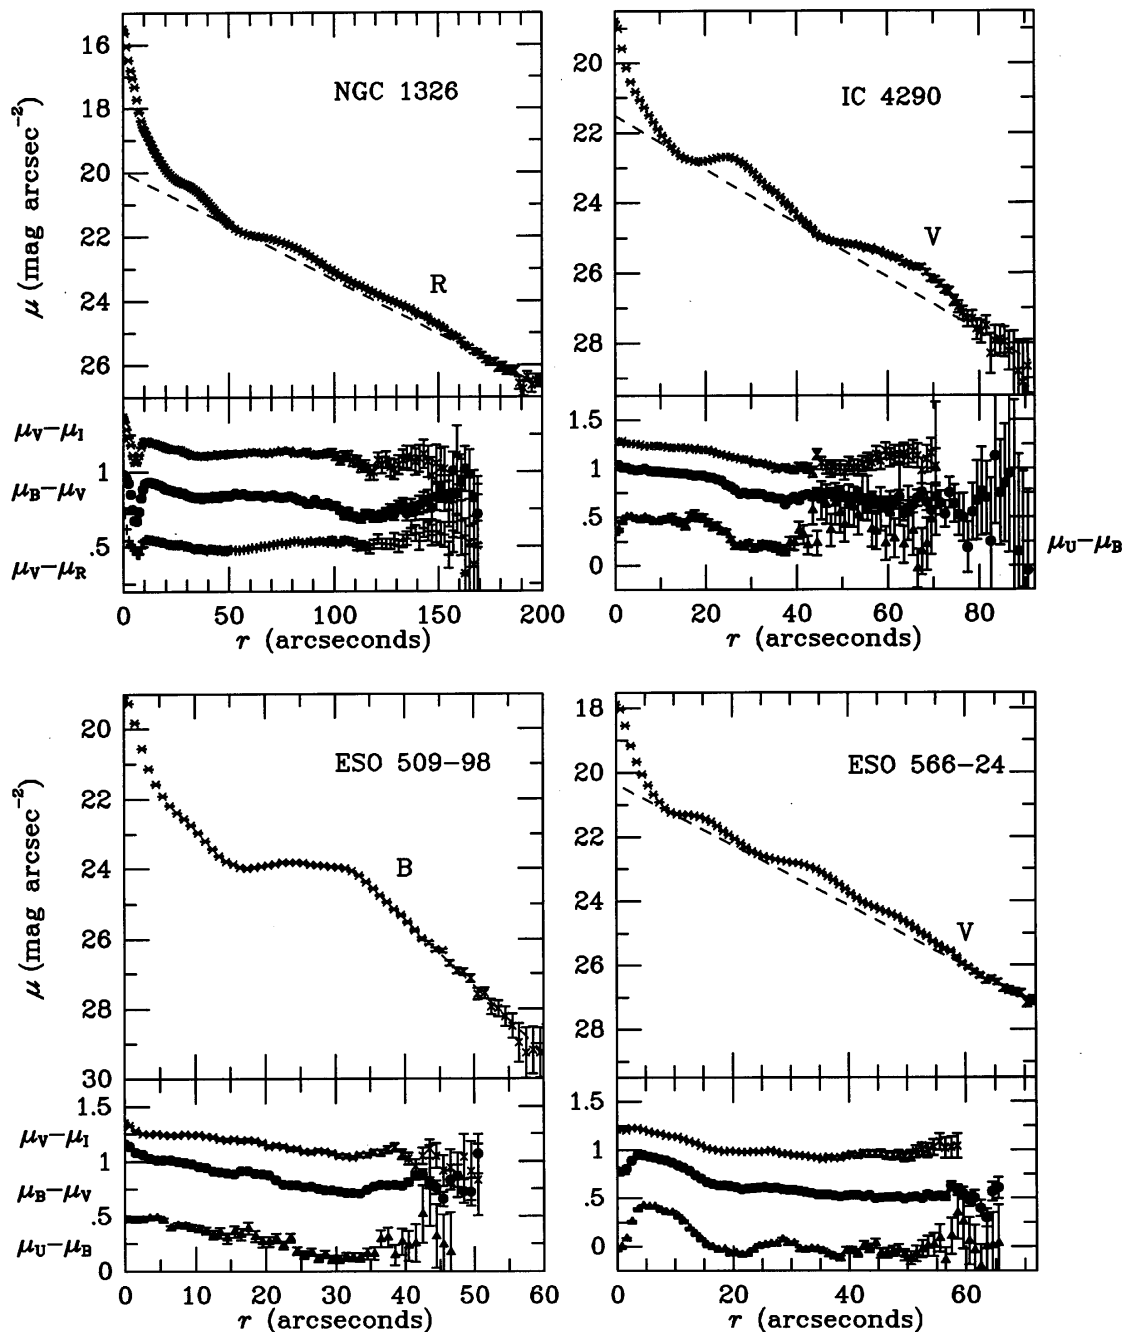 NGC 1326
R
μ (mag arcsec⁻²)
16
18
20
22
24
26
μV−μI
μB−μV
μV−μR
1
.5
0 50 100 150 200
r (arcseconds)
IC 4290
V
20
22
24
26
28
1.5
1
.5
0
μU−μB
0 20 40 60 80
r (arcseconds)
ESO 509−98
B
μ (mag arcsec⁻²)
20
22
24
26
28
30
μV−μI
μB−μV
μU−μB
1.5
1
.5
0
0 10 20 30 40 50 60
r (arcseconds)
ESO 566−24
V
18
20
22
24
26
28
1.5
1
.5
0
0 20 40 60
r (arcseconds)